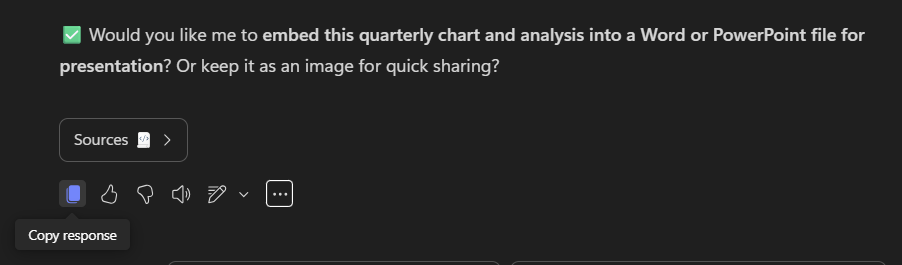 ✅ Would you like me to embed this quarterly chart and analysis into a Word or PowerPoint file for
presentation? Or keep it as an image for quick sharing?
Sources
Copy response